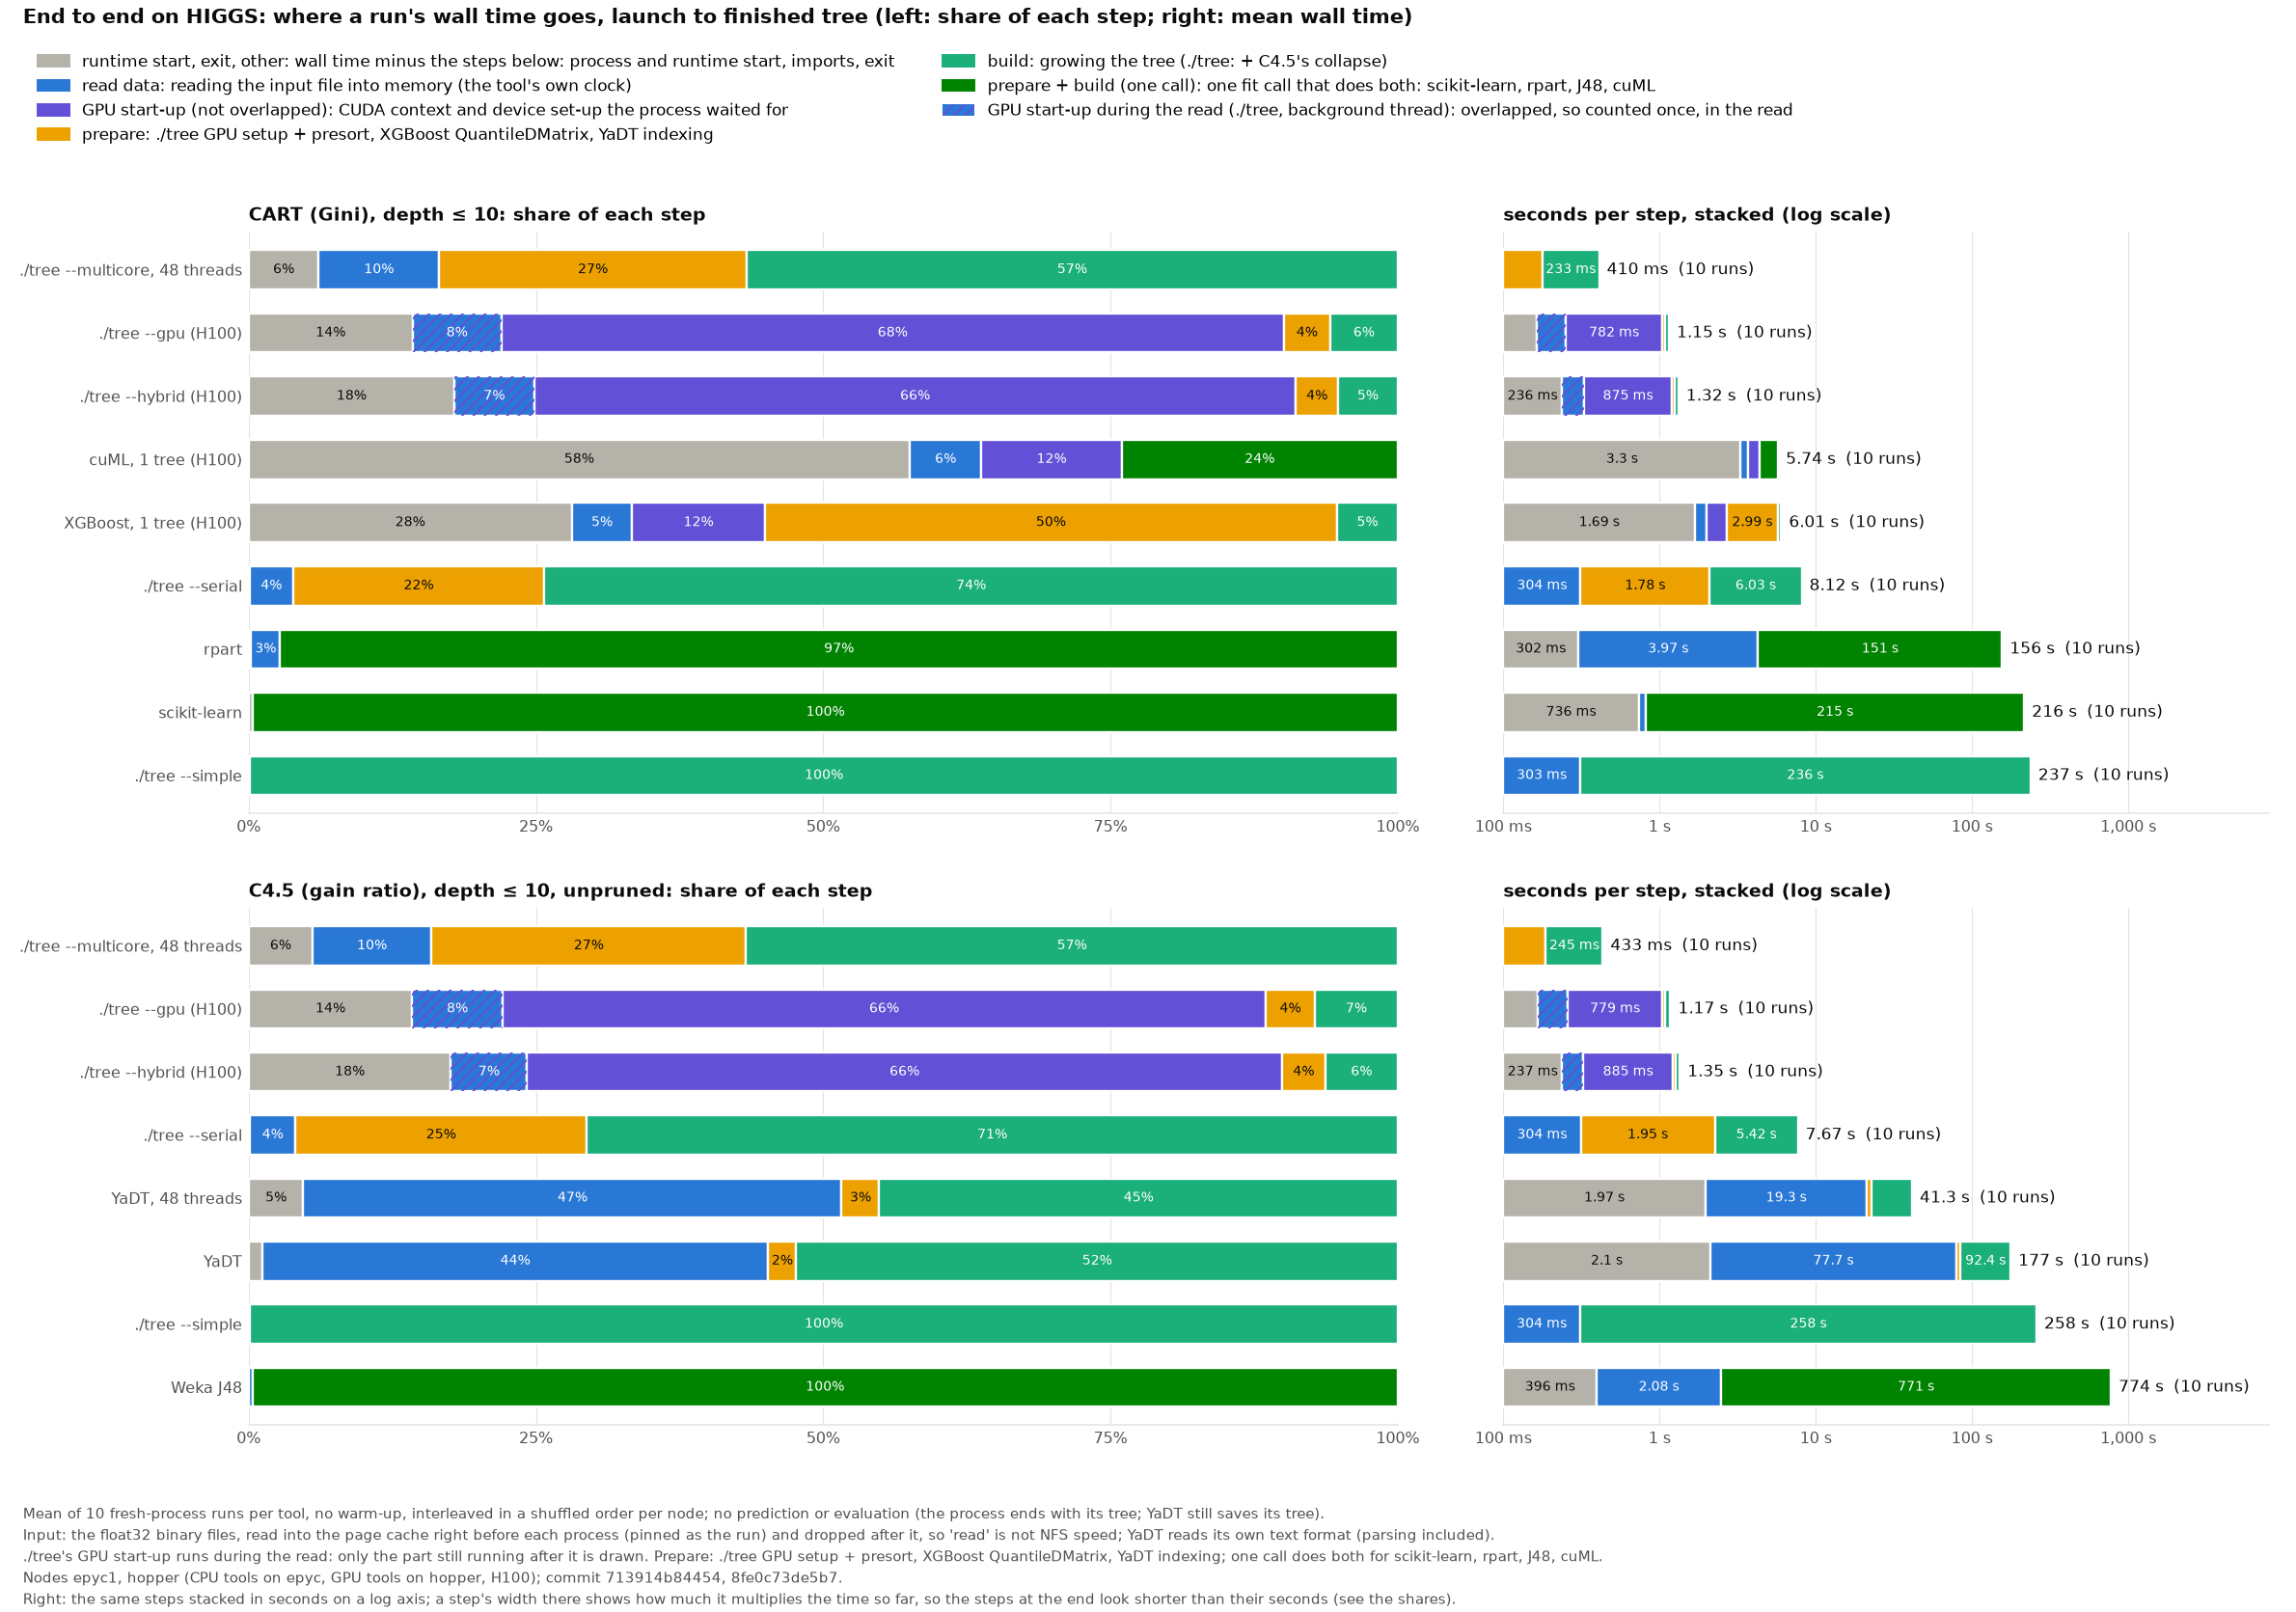 End to end on HIGGS: where a run's wall time goes, launch to finished tree (left: share of each step; right: mean wall time)
runtime start, exit, other: wall time minus the steps below: process and runtime start, imports, exit
read data: reading the input file into memory (the tool's own clock)
GPU start-up (not overlapped): CUDA context and device set-up the process waited for
prepare: ./tree GPU setup + presort, XGBoost QuantileDMatrix, YaDT indexing
build: growing the tree (./tree: + C4.5's collapse)
prepare + build (one call): one fit call that does both: scikit-learn, rpart, J48, cuML
GPU start-up during the read (./tree, background thread): overlapped, so counted once, in the read
CART (Gini), depth ≤ 10: share of each step
seconds per step, stacked (log scale)
./tree --multicore, 48 threads 6% 10% 27% 57% 233 ms 410 ms (10 runs)
./tree --gpu (H100) 14% 8% 68% 4% 6% 782 ms 1.15 s (10 runs)
./tree --hybrid (H100) 18% 7% 66% 4% 5% 236 ms 875 ms 1.32 s (10 runs)
cuML, 1 tree (H100) 58% 6% 12% 24% 3.3 s 5.74 s (10 runs)
XGBoost, 1 tree (H100) 28% 5% 12% 50% 5% 1.69 s 2.99 s 6.01 s (10 runs)
./tree --serial 4% 22% 74% 304 ms 1.78 s 6.03 s 8.12 s (10 runs)
rpart 3% 97% 302 ms 3.97 s 151 s 156 s (10 runs)
scikit-learn 100% 736 ms 215 s 216 s (10 runs)
./tree --simple 100% 303 ms 236 s 237 s (10 runs)
0% 25% 50% 75% 100% 100 ms 1 s 10 s 100 s 1,000 s
C4.5 (gain ratio), depth ≤ 10, unpruned: share of each step
seconds per step, stacked (log scale)
./tree --multicore, 48 threads 6% 10% 27% 57% 245 ms 433 ms (10 runs)
./tree --gpu (H100) 14% 8% 66% 4% 7% 779 ms 1.17 s (10 runs)
./tree --hybrid (H100) 18% 7% 66% 4% 6% 237 ms 885 ms 1.35 s (10 runs)
./tree --serial 4% 25% 71% 304 ms 1.95 s 5.42 s 7.67 s (10 runs)
YaDT, 48 threads 5% 47% 3% 45% 1.97 s 19.3 s 41.3 s (10 runs)
YaDT 44% 2% 52% 2.1 s 77.7 s 92.4 s 177 s (10 runs)
./tree --simple 100% 304 ms 258 s 258 s (10 runs)
Weka J48 100% 396 ms 2.08 s 771 s 774 s (10 runs)
0% 25% 50% 75% 100% 100 ms 1 s 10 s 100 s 1,000 s
Mean of 10 fresh-process runs per tool, no warm-up, interleaved in a shuffled order per node; no prediction or evaluation (the process ends with its tree; YaDT still saves its tree).
Input: the float32 binary files, read into the page cache right before each process (pinned as the run) and dropped after it, so 'read' is not NFS speed; YaDT reads its own text format (parsing included).
./tree's GPU start-up runs during the read: only the part still running after it is drawn. Prepare: ./tree GPU setup + presort, XGBoost QuantileDMatrix, YaDT indexing; one call does both for scikit-learn, rpart, J48, cuML.
Nodes epyc1, hopper (CPU tools on epyc, GPU tools on hopper, H100); commit 713914b84454, 8fe0c73de5b7.
Right: the same steps stacked in seconds on a log axis; a step's width there shows how much it multiplies the time so far, so the steps at the end look shorter than their seconds (see the shares).